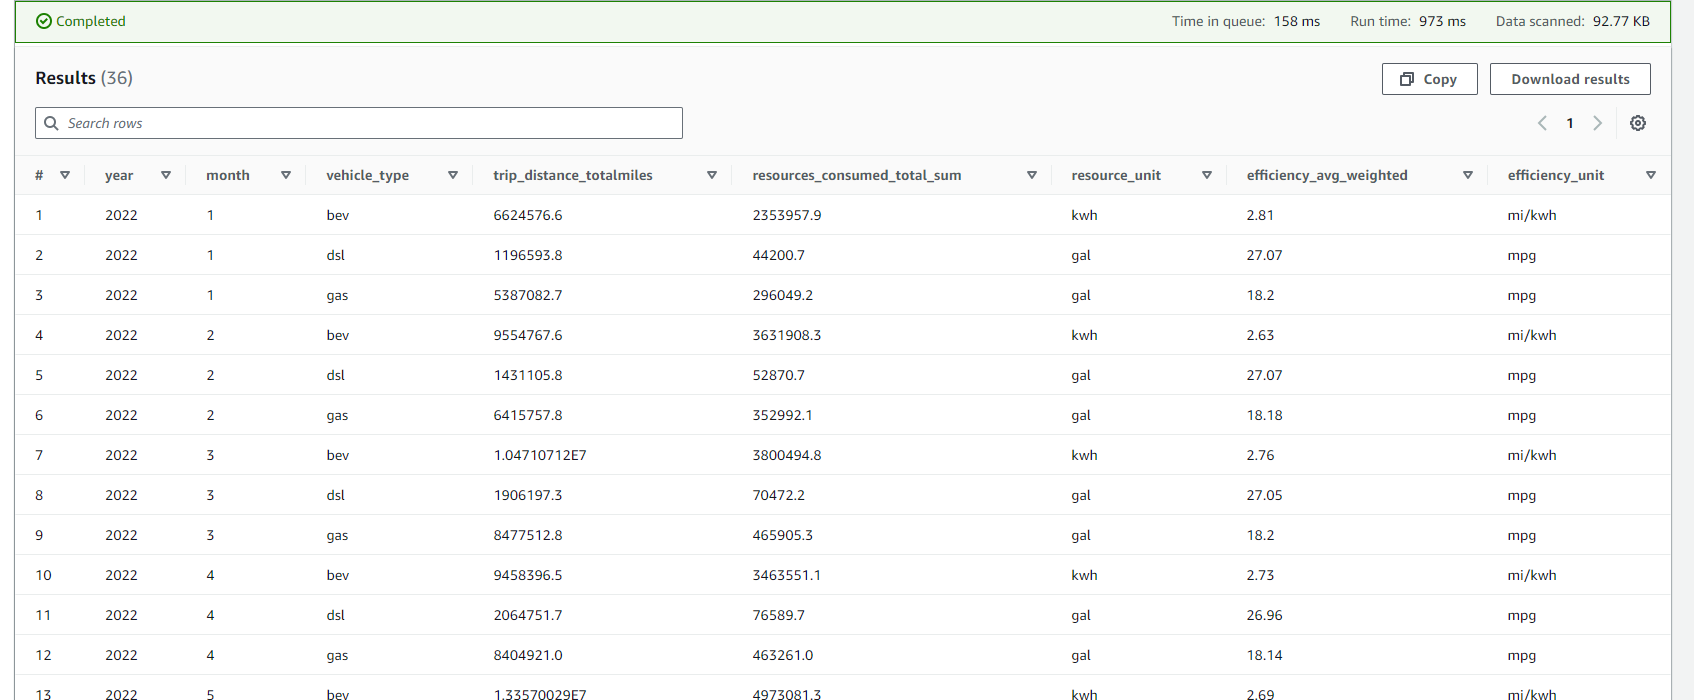 Completed Time in queue: 158 ms Run time: 973 ms Data scanned: 92.77 KB
Results (36) Copy Download results
Search rows 1
# year month vehicle_type trip_distance_totalmiles resources_consumed_total_sum resource_unit efficiency_avg_weighted efficiency_unit
1 2022 1 bev 6624576.6 2353957.9 kwh 2.81 mi/kwh
2 2022 1 dsl 1196593.8 44200.7 gal 27.07 mpg
3 2022 1 gas 5387082.7 296049.2 gal 18.2 mpg
4 2022 2 bev 9554767.6 3631908.3 kwh 2.63 mi/kwh
5 2022 2 dsl 1431105.8 52870.7 gal 27.07 mpg
6 2022 2 gas 6415757.8 352992.1 gal 18.18 mpg
7 2022 3 bev 1.04710712E7 3800494.8 kwh 2.76 mi/kwh
8 2022 3 dsl 1906197.3 70472.2 gal 27.05 mpg
9 2022 3 gas 8477512.8 465905.3 gal 18.2 mpg
10 2022 4 bev 9458396.5 3463551.1 kwh 2.73 mi/kwh
11 2022 4 dsl 2064751.7 76589.7 gal 26.96 mpg
12 2022 4 gas 8404921.0 463261.0 gal 18.14 mpg
13 2022 5 bev 1.33570029E7 4973081.3 kwh 2.69 mi/kwh